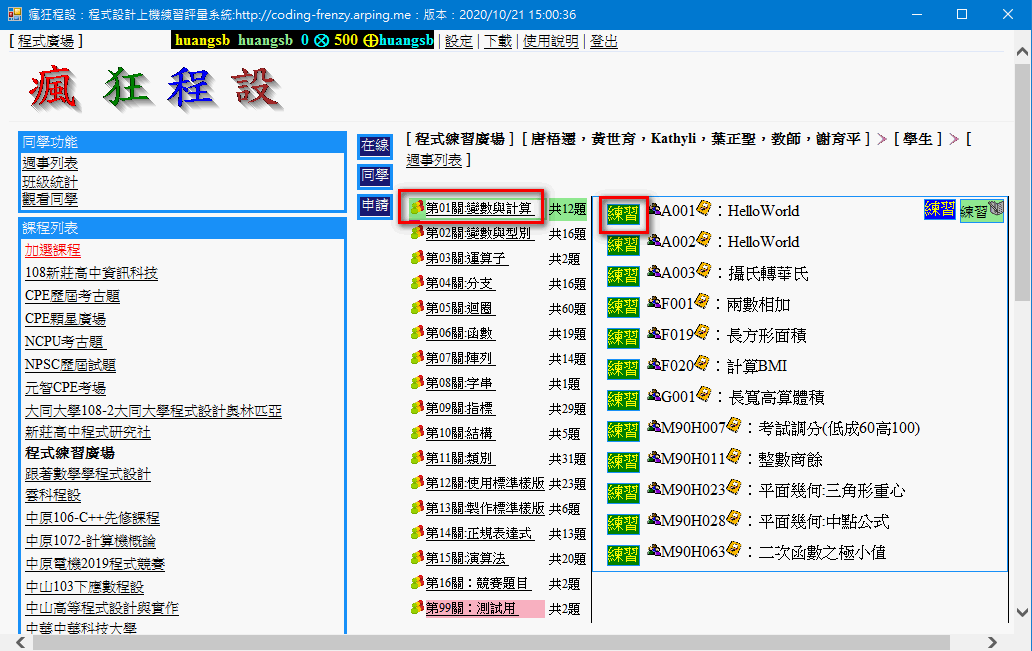 瘋狂程設：程式設計上機練習評量系統:http://coding-frenzy.arping.me：版本：2020/10/21 15:00:36
[ 程式廣場 ]
huangsb huangsb 0 ⊗ 500 ⊕huangsb | 設定 | 下載 | 使用說明 | 登出
瘋狂程設
同學功能
週事列表
班級統計
觀看同學
課程列表
加選課程
108新莊高中資訊科技
CPE歷屆考古題
CPE顆星廣場
NCPU考古題
NPSC歷屆試題
元智CPE考場
大同大學108-2大同大學程式設計與林匹亞
新莊高中程式研究社
程式練習廣場
跟著數學學程式設計
雲科程設
中原106-C++先修課程
中原1072-計算機概論
中原電機2019程式競賽
中山103下應數程設
中山高等程式設計與實作
中華中華科技大學
在線
同學
申請
[ 程式練習廣場 ] [ 唐梧遷，黃世育，Kathyli，葉正聖，教師，謝育平 ] > [ 學生 ] > [
週事列表 ]
第01關:變數與計算 共12題
第02關:變數與型別 共16題
第03關:運算子 共2題
第04關:分支 共16題
第05關:迴圈 共60題
第06關:函數 共19題
第07關:陣列 共14題
第08關:字串 共1題
第09關:指標 共29題
第10關:結構 共5題
第11關:類別 共31題
第12關:使用標準樣版 共23題
第13關:製作標準樣版 共6題
第14關:正規表達式 共13題
第15關:演算法 共20題
第16關：競賽題目 共2題
第99關：測試用 共2題
練習 A001：HelloWorld 練習 練習
練習 A002：HelloWorld
練習 A003：攝氏轉華氏
練習 F001：兩數相加
練習 F019：長方形面積
練習 F020：計算BMI
練習 G001：長寬高算體積
練習 M90H007：考試調分(低成60高100)
練習 M90H011：整數商餘
練習 M90H023：平面幾何:三角形重心
練習 M90H028：平面幾何:中點公式
練習 M90H063：二次函數之極小值